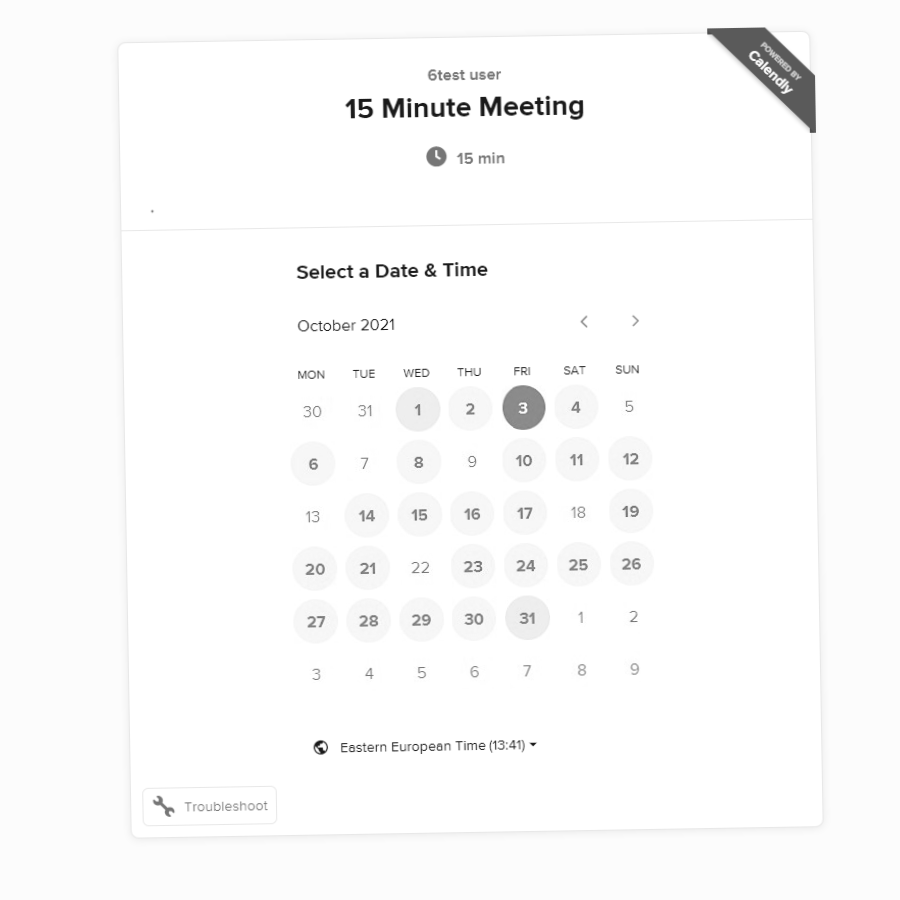 POWERED BY
Calendly
6test user
15 Minute Meeting
15 min
.
Select a Date & Time
October 2021
MON TUE WED THU FRI SAT SUN
30 31 1 2 3 4 5
6 7 8 9 10 11 12
13 14 15 16 17 18 19
20 21 22 23 24 25 26
27 28 29 30 31 1 2
3 4 5 6 7 8 9
Eastern European Time (13:41)
Troubleshoot